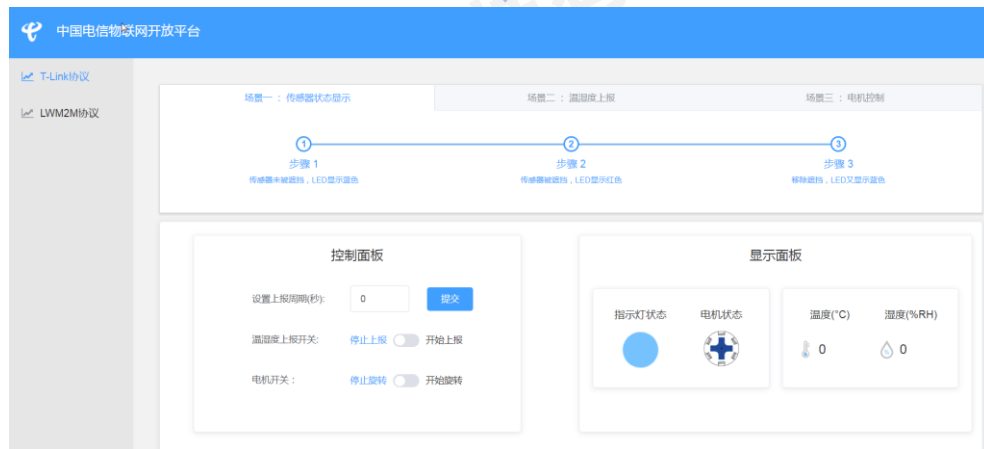 中国电信物联网开放平台
T-Link协议
LWM2M协议
场景一 : 传感器状态显示
场景二 : 温湿度上报
场景三 : 电机控制
1
2
3
步骤 1
步骤 2
步骤 3
传感器未被遮挡 , LED显示蓝色
传感器被遮挡 , LED显示红色
移除遮挡 , LED又显示蓝色
控制面板
设置上报周期(秒):
0
提交
温湿度上报开关:
停止上报
开始上报
电机开关 :
停止旋转
开始旋转
显示面板
指示灯状态
电机状态
温度(°C)
湿度(%RH)
0
0